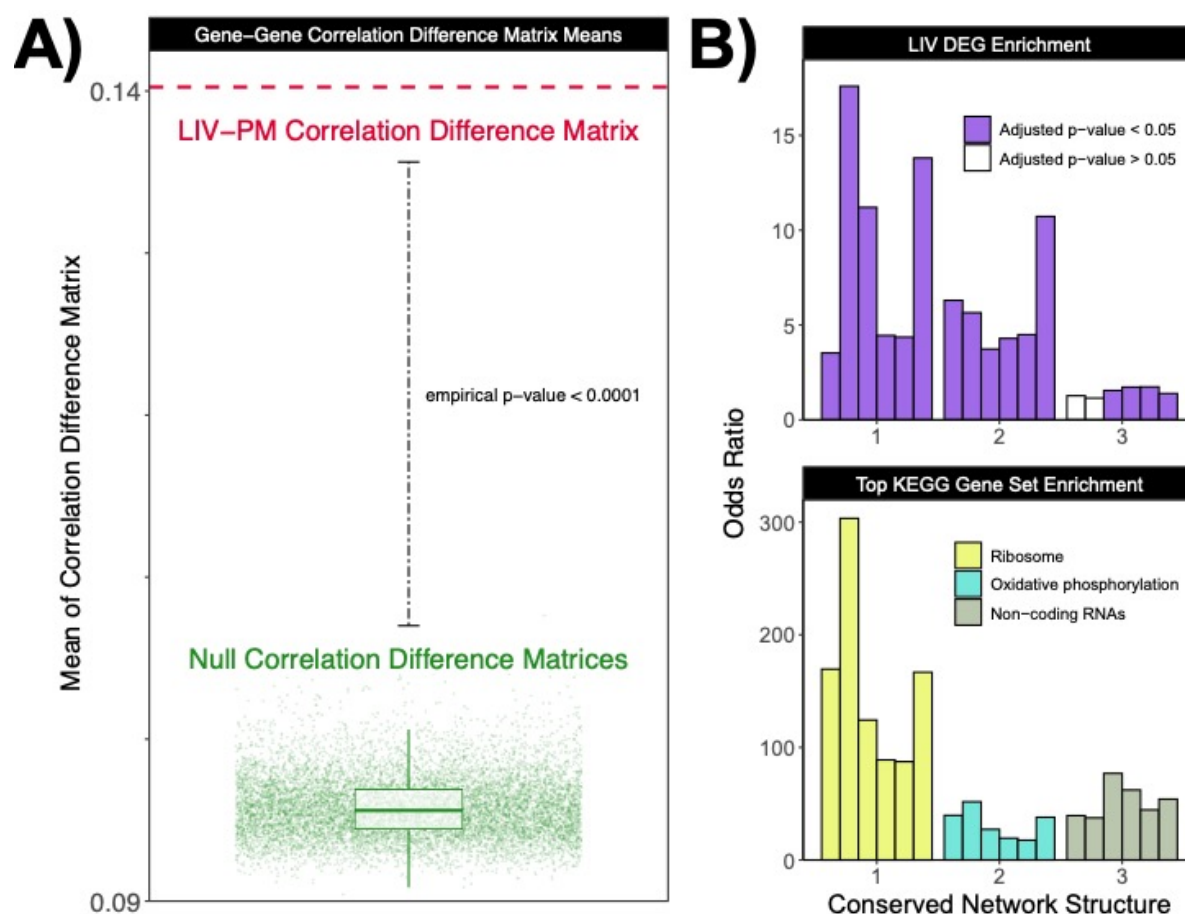 A)
Gene–Gene Correlation Difference Matrix Means
Mean of Correlation Difference Matrix
0.14
LIV–PM Correlation Difference Matrix
empirical p–value < 0.0001
Null Correlation Difference Matrices
0.09
B)
LIV DEG Enrichment
Odds Ratio
15
10
5
0
Adjusted p–value < 0.05
Adjusted p–value > 0.05
1 2 3
Top KEGG Gene Set Enrichment
300
200
100
0
Ribosome
Oxidative phosphorylation
Non–coding RNAs
1 2 3
Conserved Network Structure